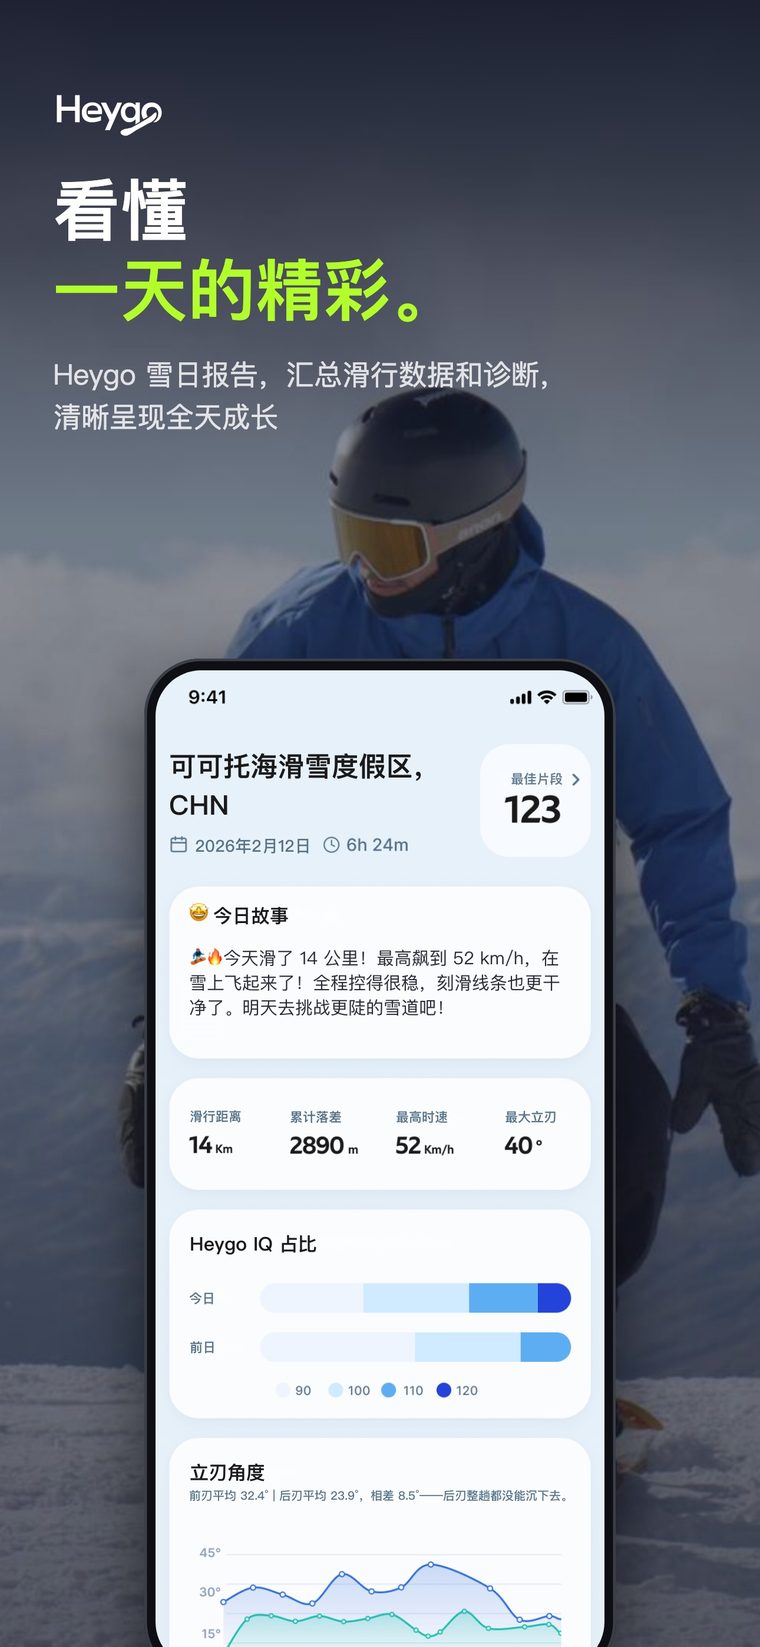 Heygo
看懂
一天的精彩。
Heygo 雪日报告，汇总滑行数据和诊断，
清晰呈现全天成长
anon
9:41
可可托海滑雪度假区，
CHN
最佳片段
123
2026年2月12日 6h 24m
🤩 今日故事
🏂🔥今天滑了 14 公里！最高飙到 52 km/h，在
雪上飞起来了！全程控得很稳，刻滑线条也更干
净了。明天去挑战更陡的雪道吧！
滑行距离 累计落差 最高时速 最大立刃
14 Km 2890 m 52 Km/h 40°
Heygo IQ 占比
今日
前日
90 100 110 120
立刃角度
前刃平均 32.4° | 后刃平均 23.9°，相差 8.5°——后刃整趟都没能沉下去。
45°
30°
15°